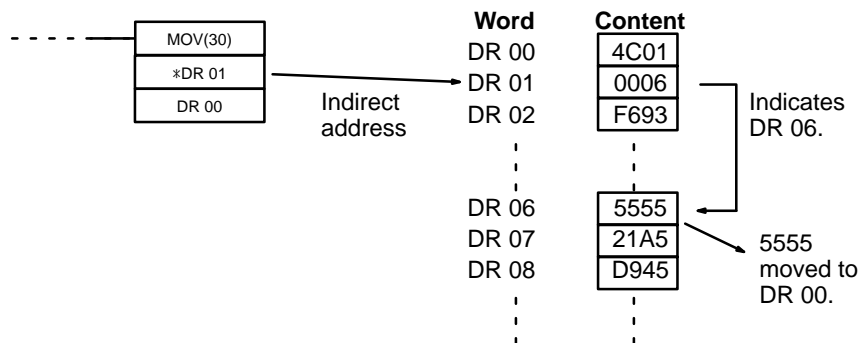 MOV(30)
*DR 01
DR 00
Indirect
address
Word Content
DR 00 4C01
DR 01 0006
DR 02 F693
Indicates
DR 06.
DR 06 5555
DR 07 21A5
DR 08 D945
5555
moved to
DR 00.